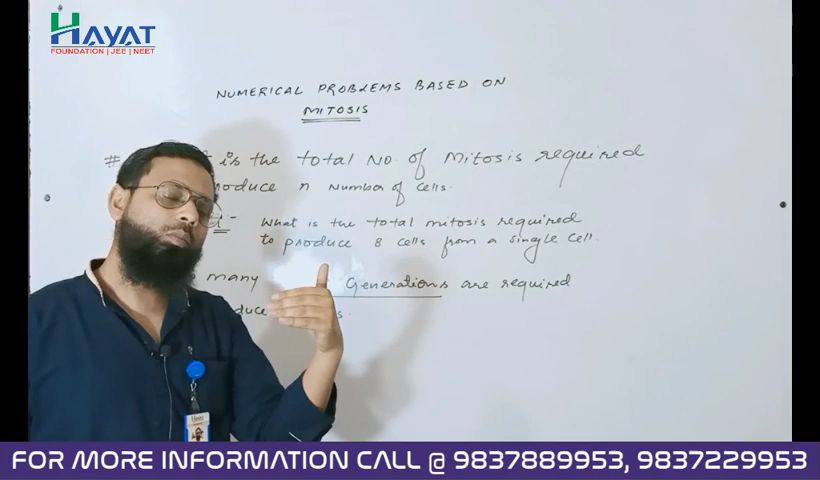 HAYAT
FOUNDATION | JEE | NEET
NUMERICAL PROBLEMS BASED ON
MITOSIS
# is the total No. of Mitosis required
n Number of cells.
What is the total mitosis required
to produce 8 cells from a single cell.
many Generations are required
FOR MORE INFORMATION CALL @ 9837889953, 9837229953